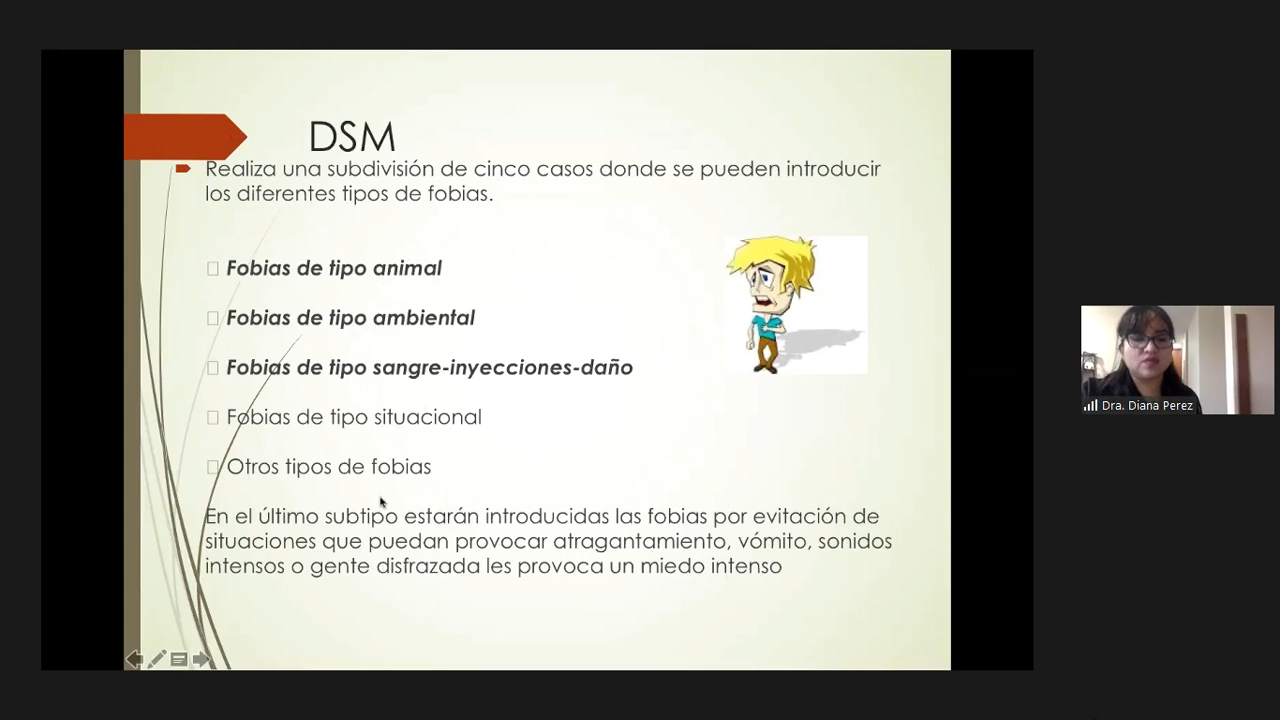 DSM
Realiza una subdivisión de cinco casos donde se pueden introducir
los diferentes tipos de fobias.
Fobias de tipo animal
Fobias de tipo ambiental
Fobias de tipo sangre-inyecciones-daño
Fobias de tipo situacional
Otros tipos de fobias
En el último subtipo estarán introducidas las fobias por evitación de
situaciones que puedan provocar atragantamiento, vómito, sonidos
intensos o gente disfrazada les provoca un miedo intenso
Dra. Diana Perez